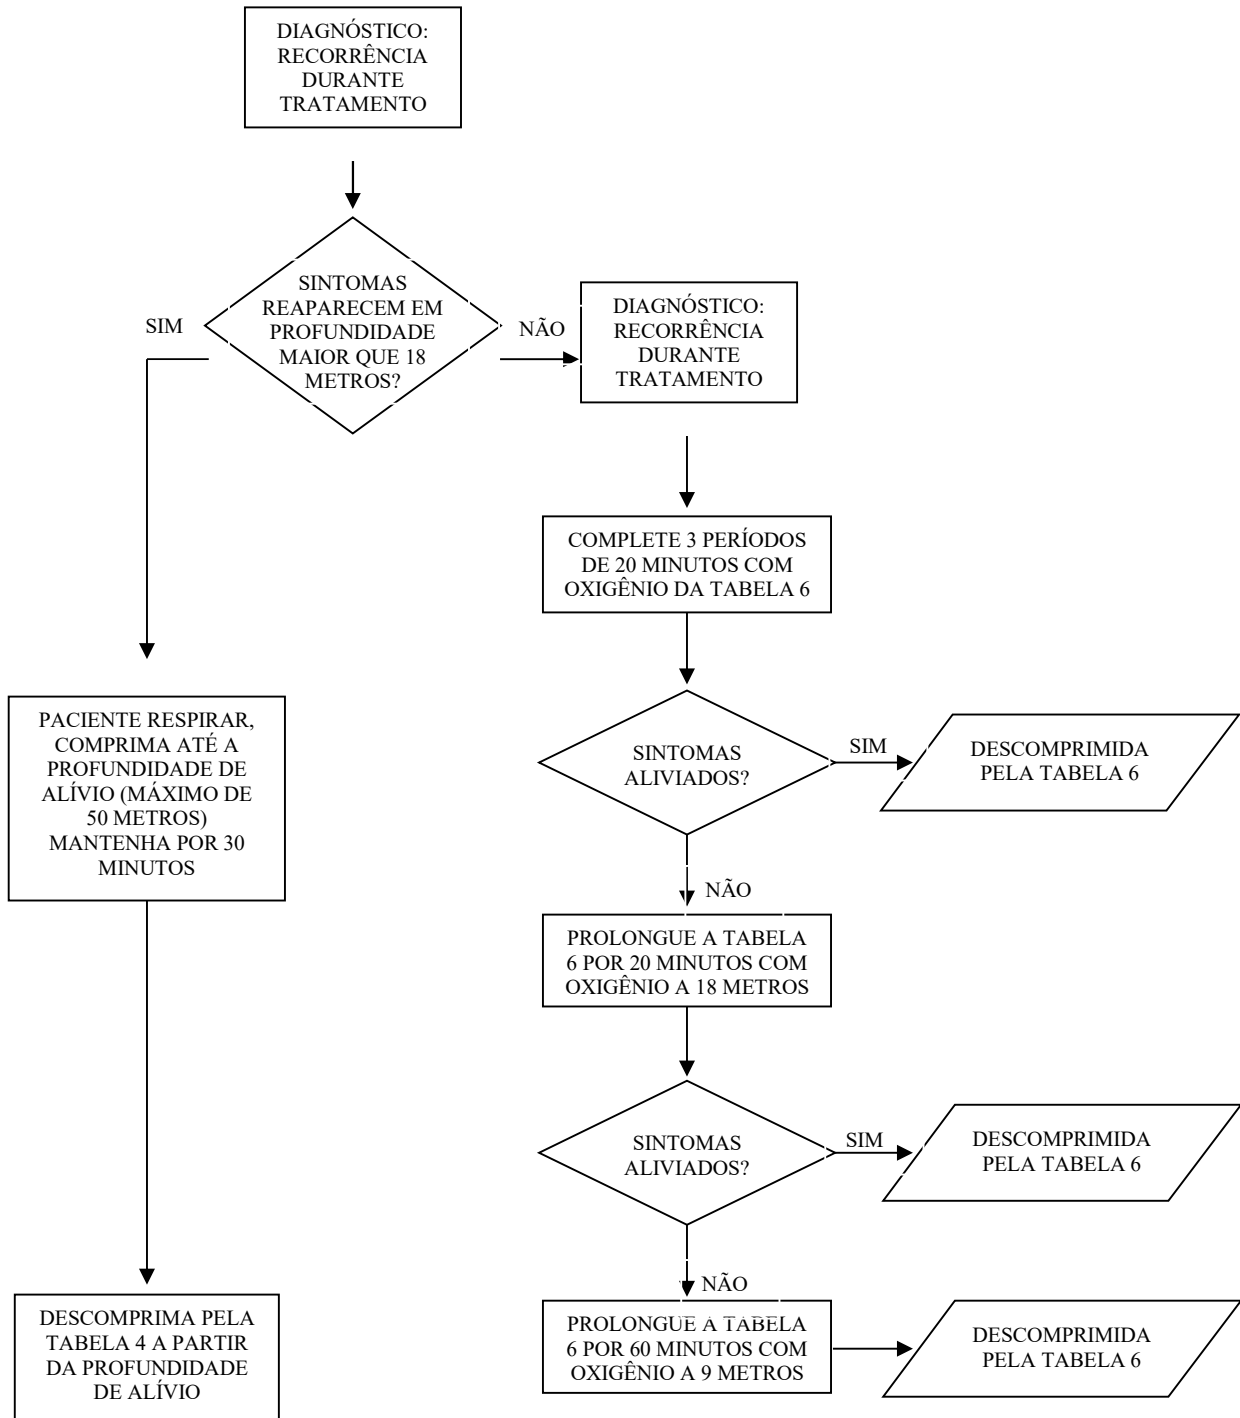 DIAGNÓSTICO:
RECORRÊNCIA
DURANTE
TRATAMENTO
SINTOMAS
REAPARECEM EM
PROFUNDIDADE
MAIOR QUE 18
METROS?
SIM
NÃO
DIAGNÓSTICO:
RECORRÊNCIA
DURANTE
TRATAMENTO
COMPLETE 3 PERÍODOS
DE 20 MINUTOS COM
OXIGÊNIO DA TABELA 6
PACIENTE RESPIRAR,
COMPRIMA ATÉ A
PROFUNDIDADE DE
ALÍVIO (MÁXIMO DE
50 METROS)
MANTENHA POR 30
MINUTOS
SINTOMAS
ALIVIADOS?
SIM
DESCOMPRIMIDA
PELA TABELA 6
NÃO
PROLONGUE A TABELA
6 POR 20 MINUTOS COM
OXIGÊNIO A 18 METROS
SINTOMAS
ALIVIADOS?
SIM
DESCOMPRIMIDA
PELA TABELA 6
NÃO
DESCOMPRIMA PELA
TABELA 4 A PARTIR
DA PROFUNDIDADE
DE ALÍVIO
PROLONGUE A TABELA
6 POR 60 MINUTOS COM
OXIGÊNIO A 9 METROS
DESCOMPRIMIDA
PELA TABELA 6